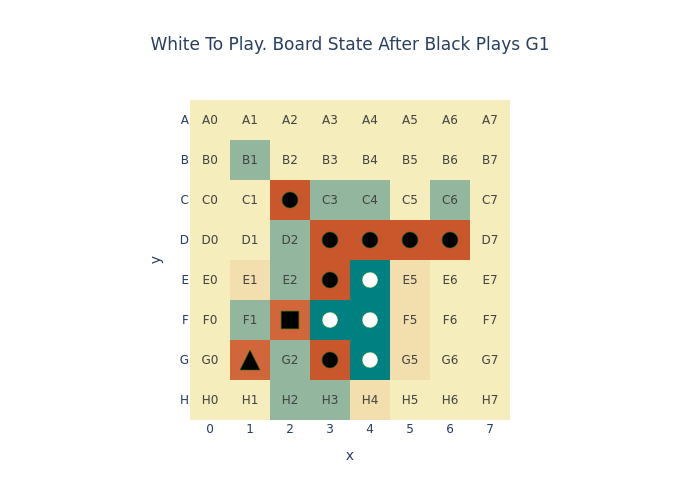 White To Play. Board State After Black Plays G1
A A0 A1 A2 A3 A4 A5 A6 A7
B B0 B1 B2 B3 B4 B5 B6 B7
C C0 C1 C3 C4 C5 C6 C7
D D0 D1 D2 D7
y
E E0 E1 E2 E5 E6 E7
F F0 F1 F5 F6 F7
G G0 G2 G5 G6 G7
H H0 H1 H2 H3 H4 H5 H6 H7
0 1 2 3 4 5 6 7
x